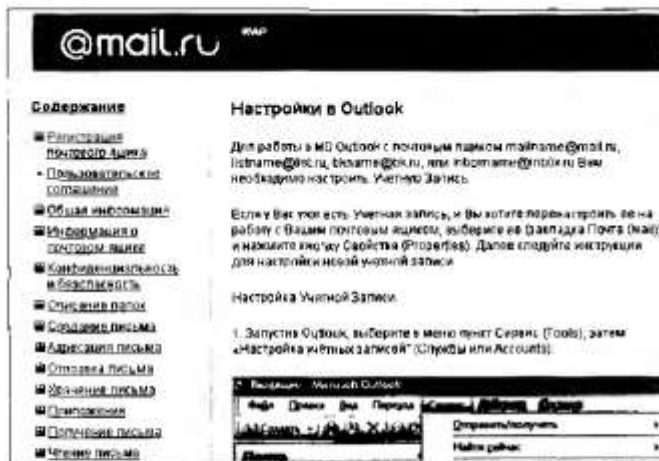 @mail.ru
Содержание
Регистрация
почтового ящика
Пользовательское
соглашение
Общая информация
Информация о
почтовом ящике
Конфиденциальность
и безопасность
Описание папок
Создание письма
Адресация письма
Отправка письма
Хранение письма
Приложения
Получение письма
Чтение письма
Настройки в Outlook
Для работы в MS Outlook с почтовым ящиком mailname@mail.ru,
listname@list.ru, bkname@bk.ru, или inboxname@inbox.ru Вам
необходимо настроить Учетную Запись.
Если у Вас уже есть Учетная запись, и Вы хотите перенастроить ее на
работу с Вашим почтовым ящиком, выберите ее (закладка Почта (Mail))
и нажмите кнопку Свойства (Properties). Далее следуйте инструкции
для настройки новой учетной записи
Настройка Учетной Записи.
1. Запустив Outlook, выберите в меню пункт Сервис (Tools), затем
«Настройка учётных записей" (Службы или Accounts):
Входящие - Microsoft Outlook
Файл Правка Вид Переход Сервис
Создать
Отправить/получить
Найти сейчас
Почта